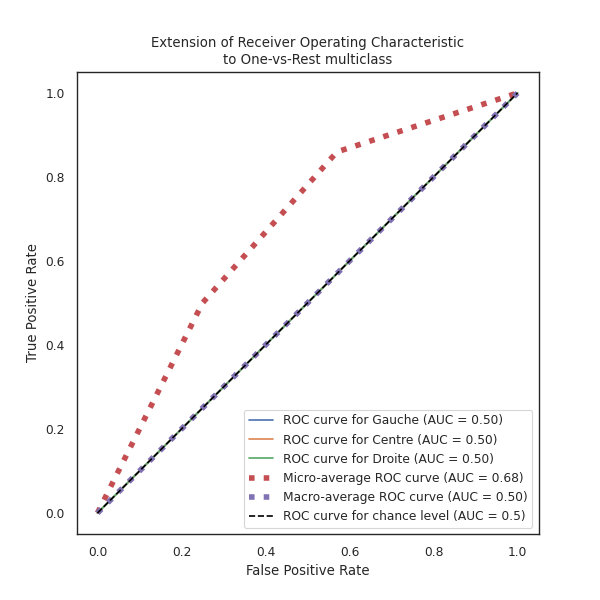 Extension of Receiver Operating Characteristic
to One-vs-Rest multiclass
True Positive Rate
1.0
0.8
0.6
0.4
0.2
0.0
ROC curve for Gauche (AUC = 0.50)
ROC curve for Centre (AUC = 0.50)
ROC curve for Droite (AUC = 0.50)
Micro-average ROC curve (AUC = 0.68)
Macro-average ROC curve (AUC = 0.50)
ROC curve for chance level (AUC = 0.5)
0.0 0.2 0.4 0.6 0.8 1.0
False Positive Rate